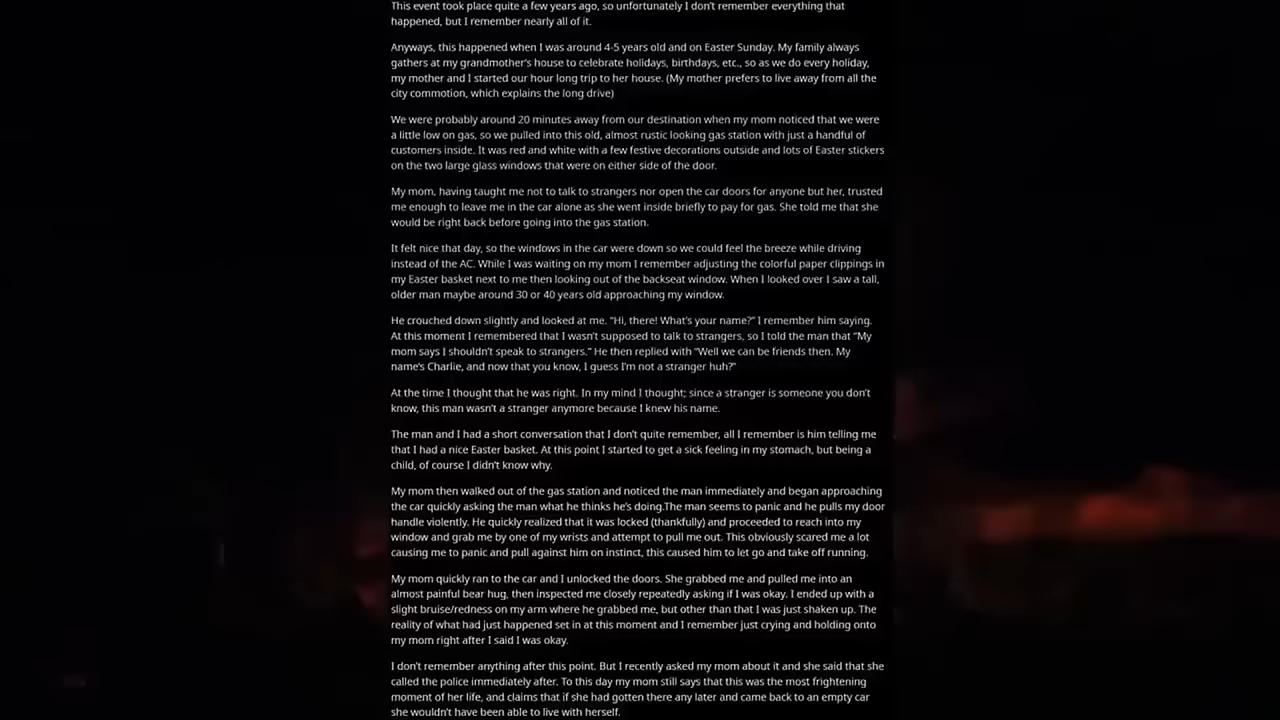 This event took place quite a few years ago, so unfortunately I don't remember everything that
happened, but I remember nearly all of it.
Anyways, this happened when I was around 4-5 years old and on Easter Sunday. My family always
gathers at my grandmother's house to celebrate holidays, birthdays, etc., so as we do every holiday,
my mother and I started our hour long trip to her house. (My mother prefers to live away from all the
city commotion, which explains the long drive)
We were probably around 20 minutes away from our destination when my mom noticed that we were
a little low on gas, so we pulled into this old, almost rustic looking gas station with just a handful of
customers inside. It was red and white with a few festive decorations outside and lots of Easter stickers
on the two large glass windows that were on either side of the door.
My mom, having taught me not to talk to strangers nor open the car doors for anyone but her, trusted
me enough to leave me in the car alone as she went inside briefly to pay for gas. She told me that she
would be right back before going into the gas station.
It felt nice that day, so the windows in the car were down so we could feel the breeze while driving
instead of the AC. While I was waiting on my mom I remember adjusting the colorful paper clippings in
my Easter basket next to me then looking out of the backseat window. When I looked over I saw a tall,
older man maybe around 30 or 40 years old approaching my window.
He crouched down slightly and looked at me. "Hi, there! What's your name?" I remember him saying.
At this moment I remembered that I wasn't supposed to talk to strangers, so I told the man that "My
mom says I shouldn't speak to strangers." He then replied with "Well we can be friends then. My
name's Charlie, and now that you know, I guess I'm not a stranger huh?"
At the time I thought that he was right. In my mind I thought; since a stranger is someone you don't
know, this man wasn't a stranger anymore because I knew his name.
The man and I had a short conversation that I don't quite remember, all I remember is him telling me
that I had a nice Easter basket. At this point I started to get a sick feeling in my stomach, but being a
child, of course I didn't know why.
My mom then walked out of the gas station and noticed the man immediately and began approaching
the car quickly asking the man what he thinks he's doing.The man seems to panic and he pulls my door
handle violently. He quickly realized that it was locked (thankfully) and proceeded to reach into my
window and grab me by one of my wrists and attempt to pull me out. This obviously scared me a lot
causing me to panic and pull against him on instinct, this caused him to let go and take off running.
My mom quickly ran to the car and I unlocked the doors. She grabbed me and pulled me into an
almost painful bear hug, then inspected me closely repeatedly asking if I was okay. I ended up with a
slight bruise/redness on my arm where he grabbed me, but other than that I was just shaken up. The
reality of what had just happened set in at this moment and I remember just crying and holding onto
my mom right after I said I was okay.
I don't remember anything after this point. But I recently asked my mom about it and she said that she
called the police immediately after. To this day my mom still says that this was the most frightening
moment of her life, and claims that if she had gotten there any later and came back to an empty car
she wouldn't have been able to live with herself.